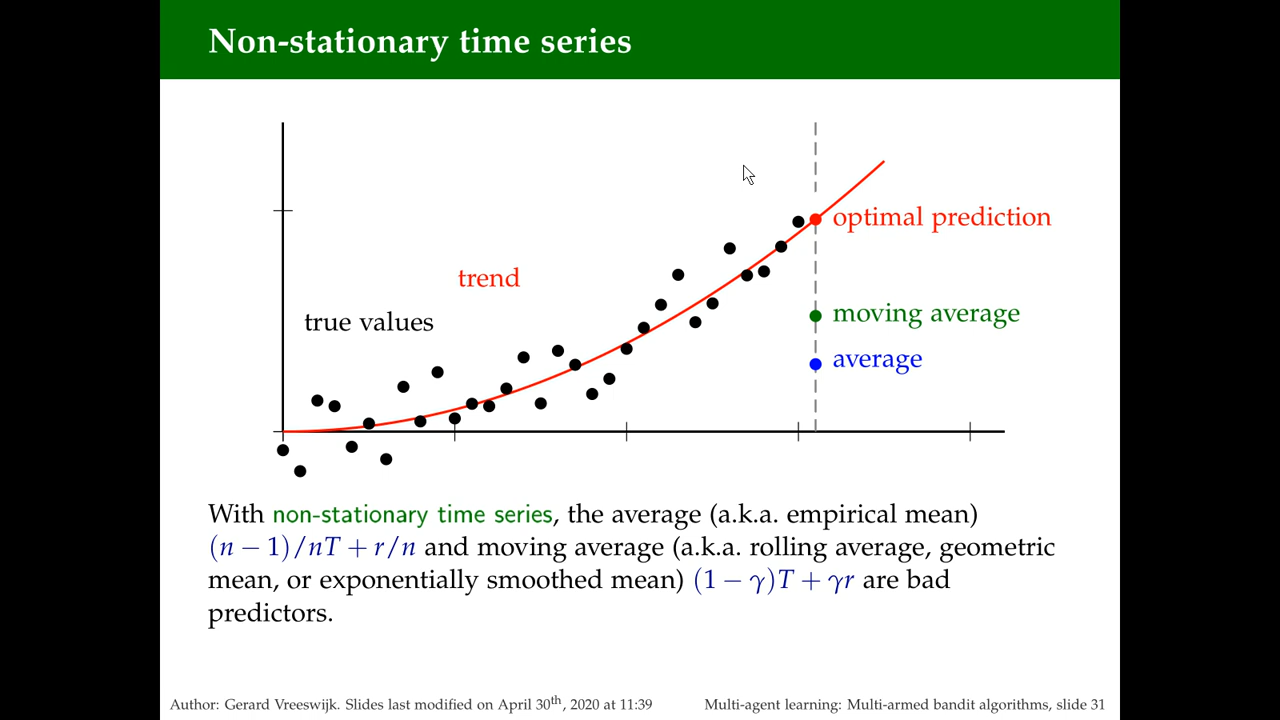 Non-stationary time series
optimal prediction
trend
moving average
true values
average
With non-stationary time series, the average (a.k.a. empirical mean)
(n − 1)/nT + r/n and moving average (a.k.a. rolling average, geometric
mean, or exponentially smoothed mean) (1 − γ)T + γr are bad
predictors.
Author: Gerard Vreeswijk. Slides last modified on April 30th, 2020 at 11:39
Multi-agent learning: Multi-armed bandit algorithms, slide 31